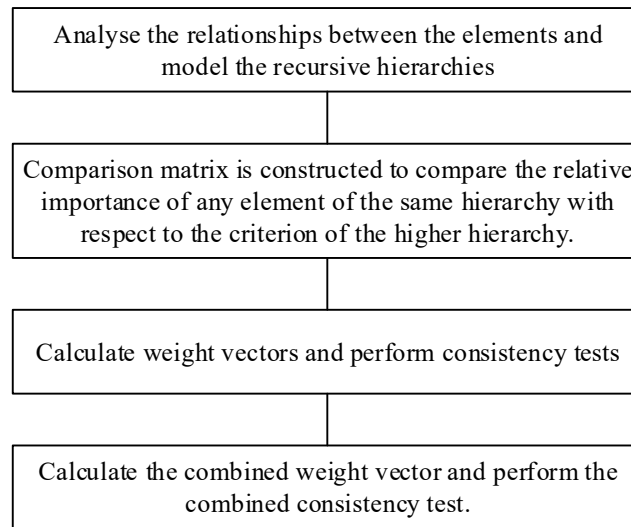 Analyse the relationships between the elements and
model the recursive hierarchies
Comparison matrix is constructed to compare the relative
importance of any element of the same hierarchy with
respect to the criterion of the higher hierarchy.
Calculate weight vectors and perform consistency tests
Calculate the combined weight vector and perform the
combined consistency test.